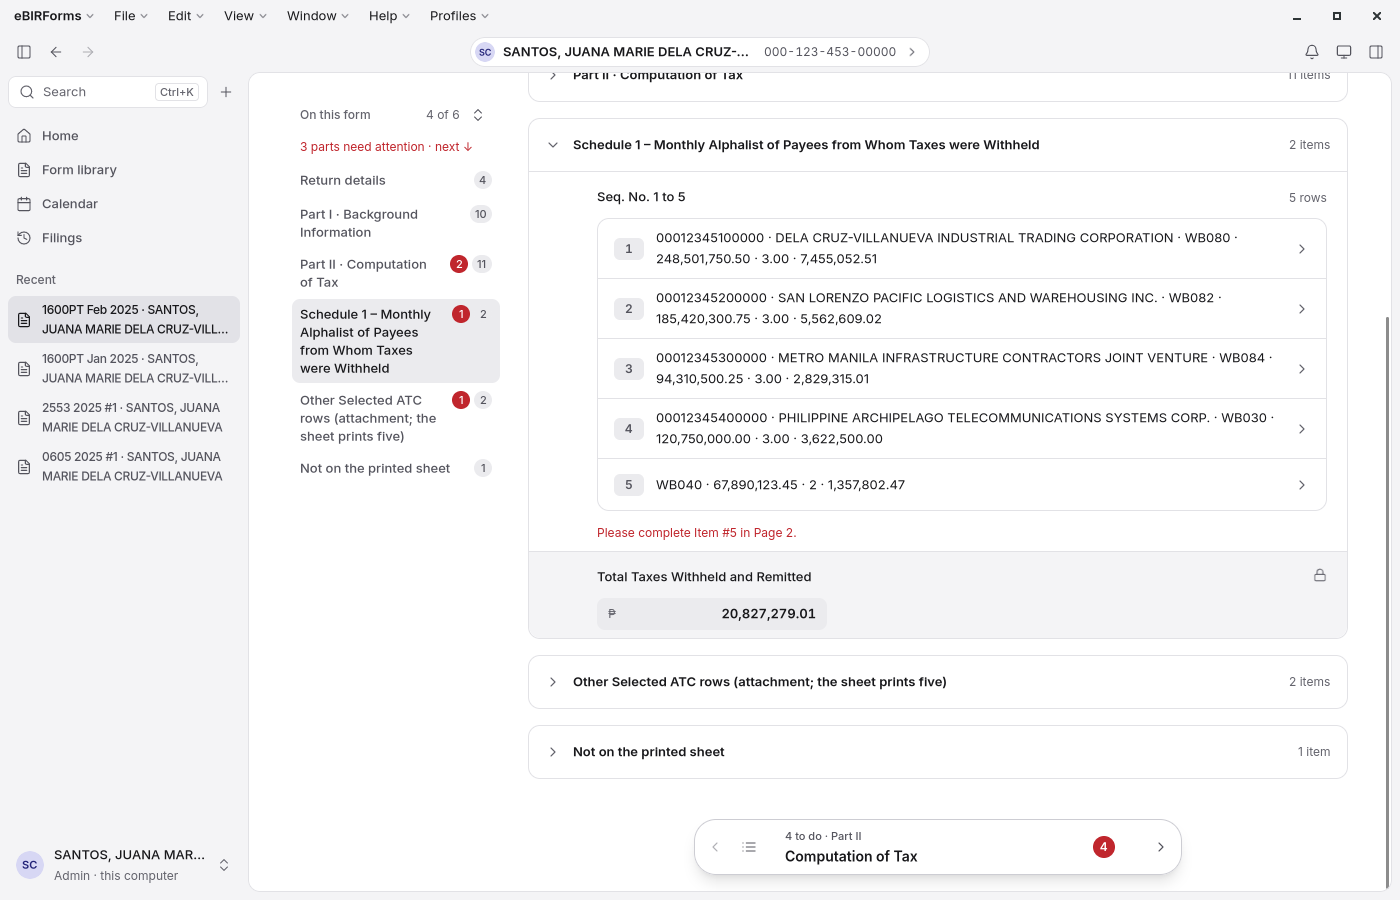 eBIRForms File Edit View Window Help Profiles
SC SANTOS, JUANA MARIE DELA CRUZ-... 000-123-453-00000
Search Ctrl+K
Home
Form library
Calendar
Filings
Recent
1600PT Feb 2025 · SANTOS,
JUANA MARIE DELA CRUZ-VILL...
1600PT Jan 2025 · SANTOS,
JUANA MARIE DELA CRUZ-VILL...
2553 2025 #1 · SANTOS, JUANA
MARIE DELA CRUZ-VILLANUEVA
0605 2025 #1 · SANTOS, JUANA
MARIE DELA CRUZ-VILLANUEVA
SC SANTOS, JUANA MAR...
Admin · this computer
On this form 4 of 6
3 parts need attention · next ↓
Return details 4
Part I · Background 10
Information
Part II · Computation 2 11
of Tax
Schedule 1 – Monthly 1 2
Alphalist of Payees
from Whom Taxes
were Withheld
Other Selected ATC 1 2
rows (attachment; the
sheet prints five)
Not on the printed sheet 1
Part II · Computation of Tax 11 items
Schedule 1 – Monthly Alphalist of Payees from Whom Taxes were Withheld 2 items
Seq. No. 1 to 5 5 rows
1 00012345100000 · DELA CRUZ-VILLANUEVA INDUSTRIAL TRADING CORPORATION · WB080 ·
248,501,750.50 · 3.00 · 7,455,052.51
2 00012345200000 · SAN LORENZO PACIFIC LOGISTICS AND WAREHOUSING INC. · WB082 ·
185,420,300.75 · 3.00 · 5,562,609.02
3 00012345300000 · METRO MANILA INFRASTRUCTURE CONTRACTORS JOINT VENTURE · WB084 ·
94,310,500.25 · 3.00 · 2,829,315.01
4 00012345400000 · PHILIPPINE ARCHIPELAGO TELECOMMUNICATIONS SYSTEMS CORP. · WB030 ·
120,750,000.00 · 3.00 · 3,622,500.00
5 WB040 · 67,890,123.45 · 2 · 1,357,802.47
Please complete Item #5 in Page 2.
Total Taxes Withheld and Remitted
₱ 20,827,279.01
Other Selected ATC rows (attachment; the sheet prints five) 2 items
Not on the printed sheet 1 item
4 to do · Part II
Computation of Tax 4